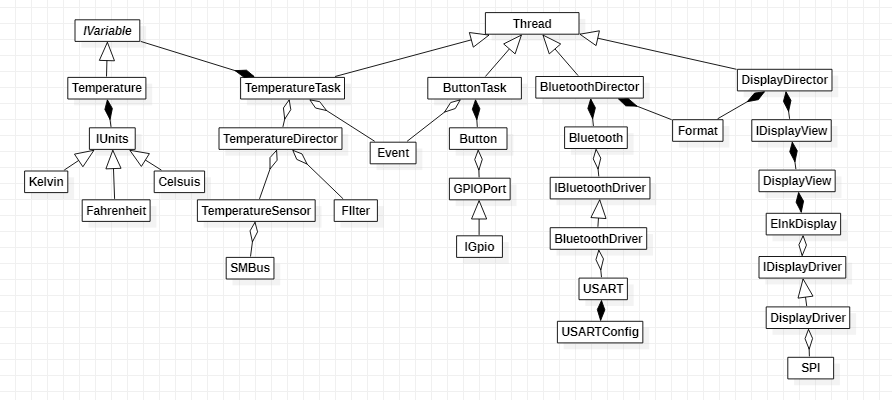 Thread
IVariable
Temperature
TemperatureTask
ButtonTask
BluetoothDirector
DisplayDirector
IUnits
TemperatureDirector
Event
Button
Bluetooth
Format
IDisplayView
Kelvin
Celsuis
Fahrenheit
TemperatureSensor
FIlter
GPIOPort
IBluetoothDriver
DisplayView
SMBus
IGpio
BluetoothDriver
EInkDisplay
USART
IDisplayDriver
USARTConfig
DisplayDriver
SPI